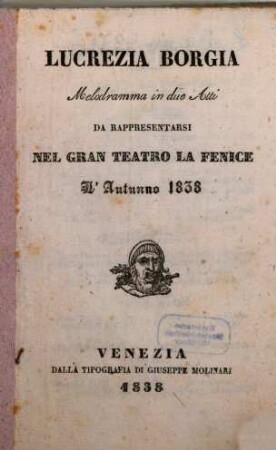 LUCREZIA BORGIA
Melodramma in due Atti
DA RAPPRESENTARSI
NEL GRAN TEATRO LA FENICE
L' Autunno 1838
VENEZIA
DALLA TIPOGRAFIA DI GIUSEPPE MOLINARI
1838